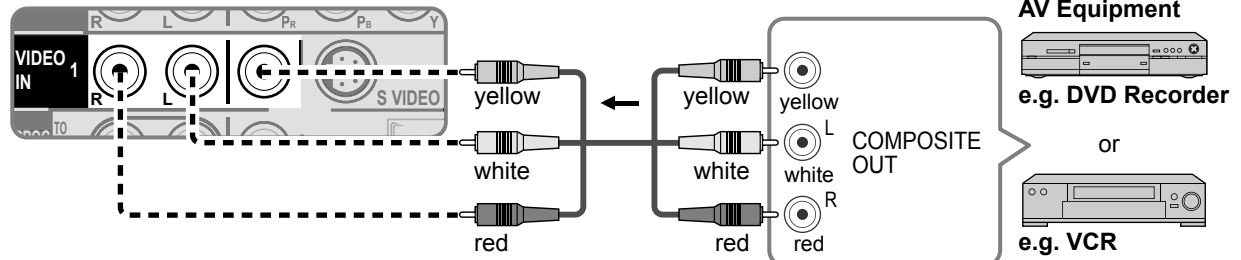 R L PR PB Y
VIDEO IN 1
R L
S VIDEO
TO
yellow
white
red
yellow
white
red
yellow
L
white
R
red
COMPOSITE
OUT
AV Equipment
e.g. DVD Recorder
or
e.g. VCR